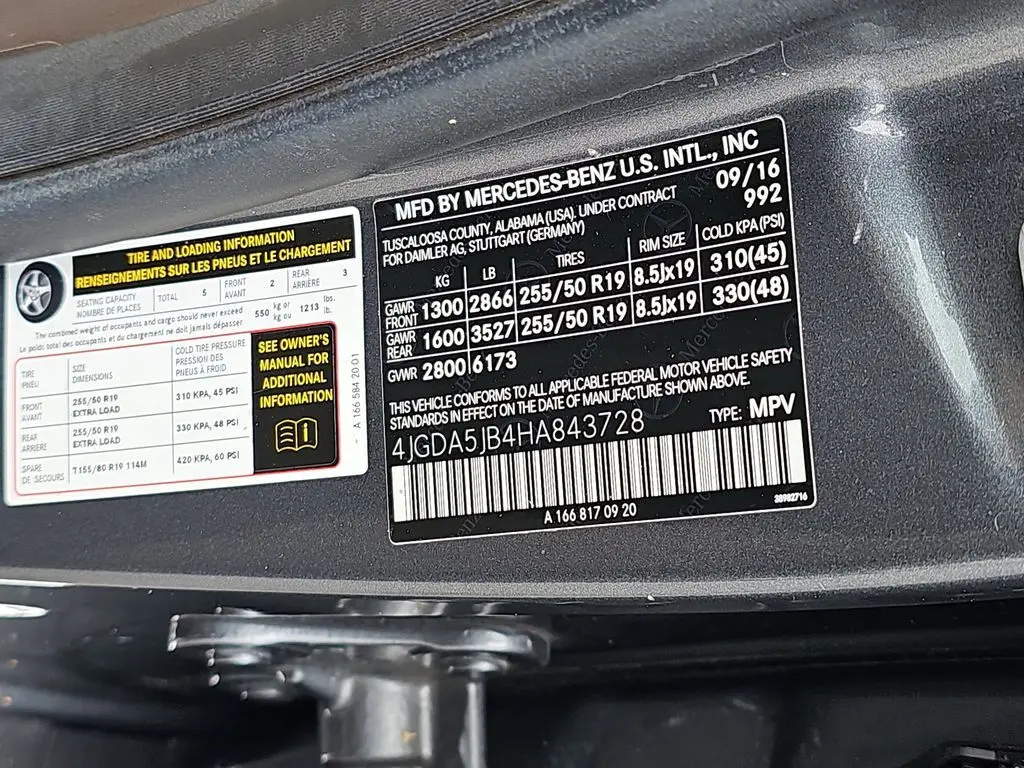 TIRE AND LOADING INFORMATION
RENSEIGNEMENTS SUR LES PNEUS ET LE CHARGEMENT
SEATING CAPACITY
NOMBRE DE PLACES
TOTAL 5
FRONT
AVANT 2
REAR
ARRIÈRE 3
The combined weight of occupants and cargo should never exceed
Le poids total des occupants et du chargement ne doit jamais dépasser
550 kg or
kg ou
1213 lbs.
lb.
TIRE
PNEU
SIZE
DIMENSIONS
COLD TIRE PRESSURE
PRESSION DES
PNEUS À FROID
FRONT
AVANT
255/50 R19
EXTRA LOAD
310 KPA, 45 PSI
REAR
ARRIÈRE
255/50 R19
EXTRA LOAD
330 KPA, 48 PSI
SPARE
DE SECOURS
T155/80 R19 114M
420 KPA, 60 PSI
SEE OWNER'S
MANUAL FOR
ADDITIONAL
INFORMATION
A 166 584 20 01
MFD BY MERCEDES-BENZ U.S. INTL., INC
TUSCALOOSA COUNTY, ALABAMA (USA). UNDER CONTRACT
FOR DAIMLER AG, STUTTGART (GERMANY)
09/16
992
KG LB TIRES RIM SIZE COLD KPA (PSI)
GAWR
FRONT 1300 2866 255/50 R19 8.5Jx19 310(45)
GAWR
REAR 1600 3527 255/50 R19 8.5Jx19 330(48)
GVWR 2800 6173
THIS VEHICLE CONFORMS TO ALL APPLICABLE FEDERAL MOTOR VEHICLE SAFETY
STANDARDS IN EFFECT ON THE DATE OF MANUFACTURE SHOWN ABOVE.
4JGDA5JB4HA843728
TYPE: MPV
A 166 817 09 20
38982716